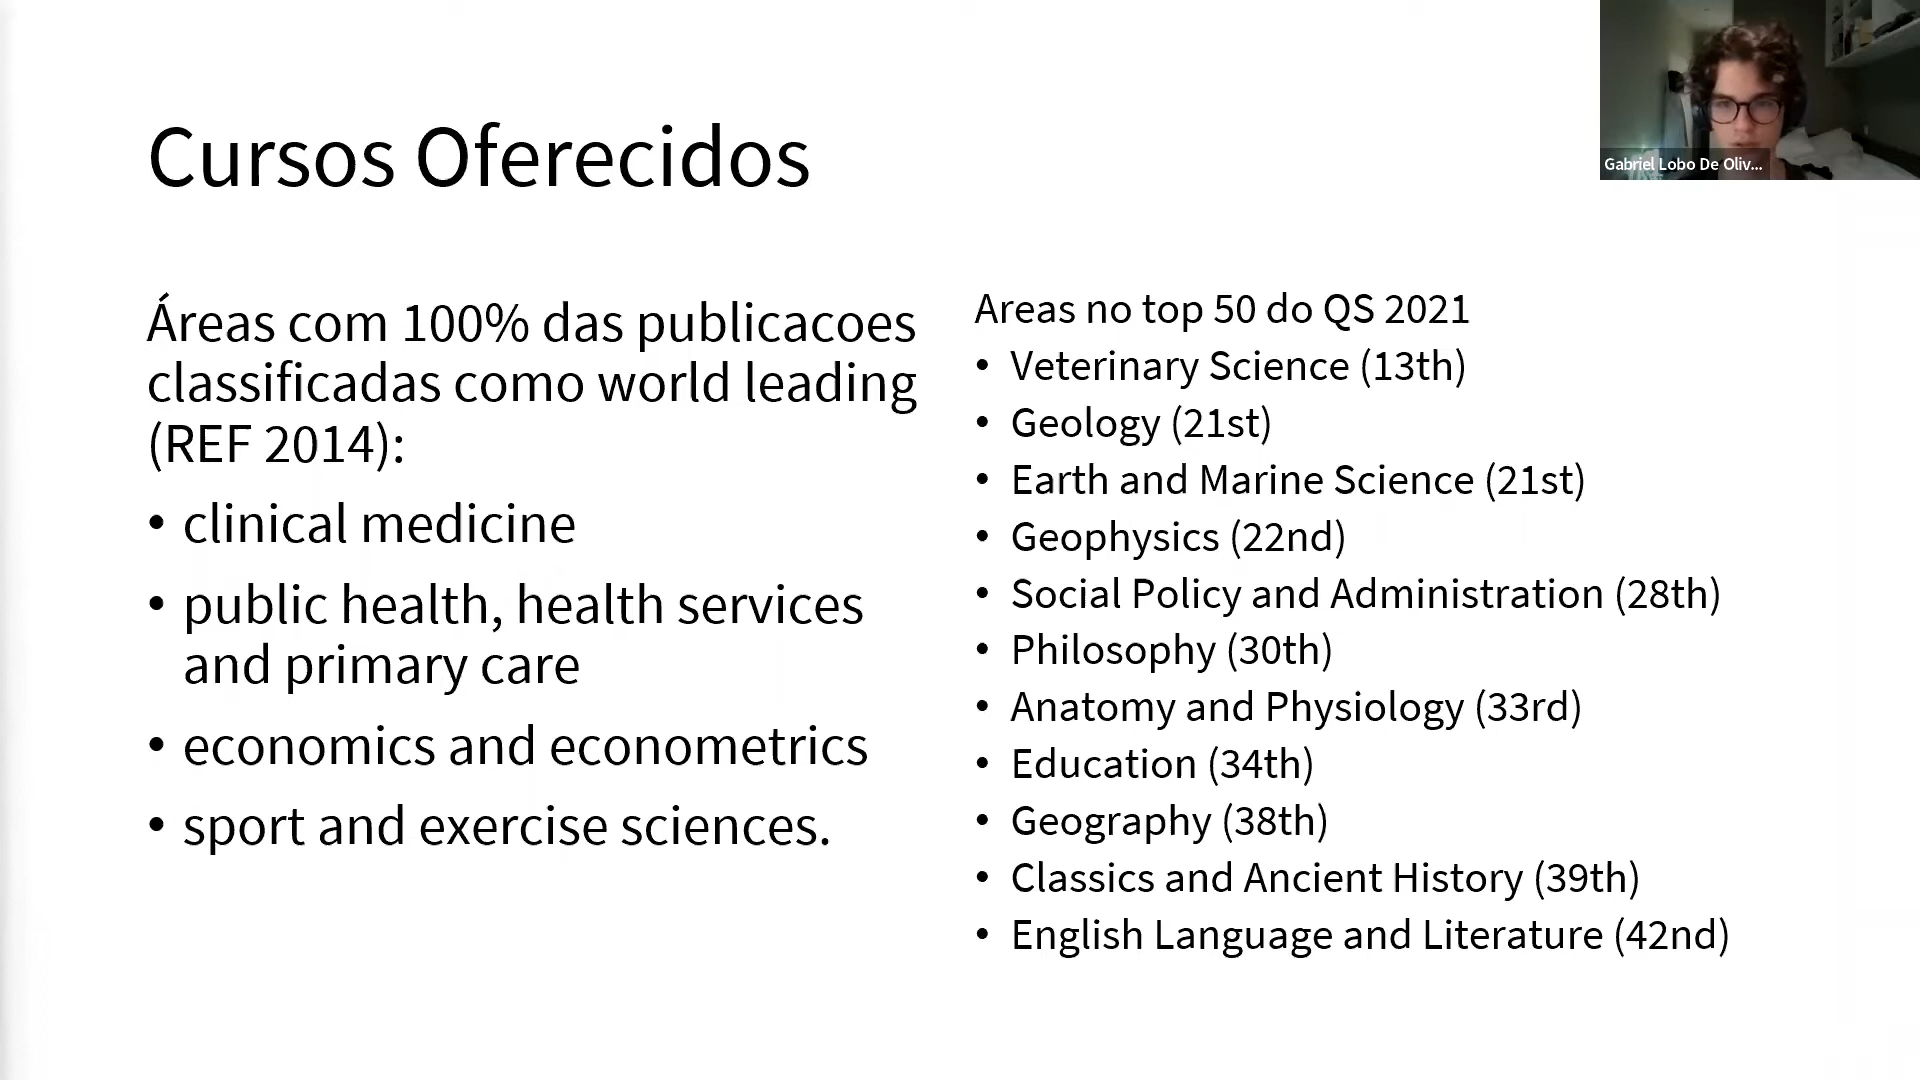 Cursos Oferecidos
Gabriel Lobo De Oliv...
Áreas com 100% das publicacoes
classificadas como world leading
(REF 2014):
• clinical medicine
• public health, health services
and primary care
• economics and econometrics
• sport and exercise sciences.
Areas no top 50 do QS 2021
• Veterinary Science (13th)
• Geology (21st)
• Earth and Marine Science (21st)
• Geophysics (22nd)
• Social Policy and Administration (28th)
• Philosophy (30th)
• Anatomy and Physiology (33rd)
• Education (34th)
• Geography (38th)
• Classics and Ancient History (39th)
• English Language and Literature (42nd)